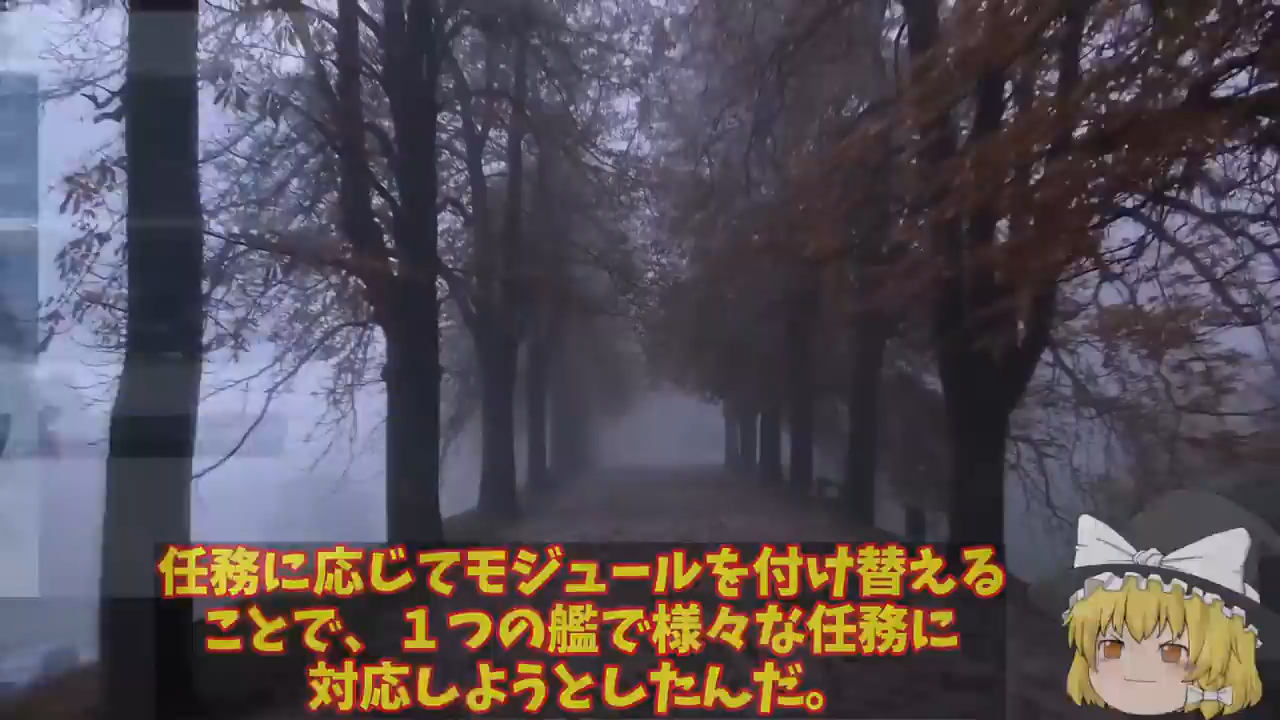 任務に応じてモジュールを付け替える
ことで、１つの艦で様々な任務に
対応しようとしたんだ。